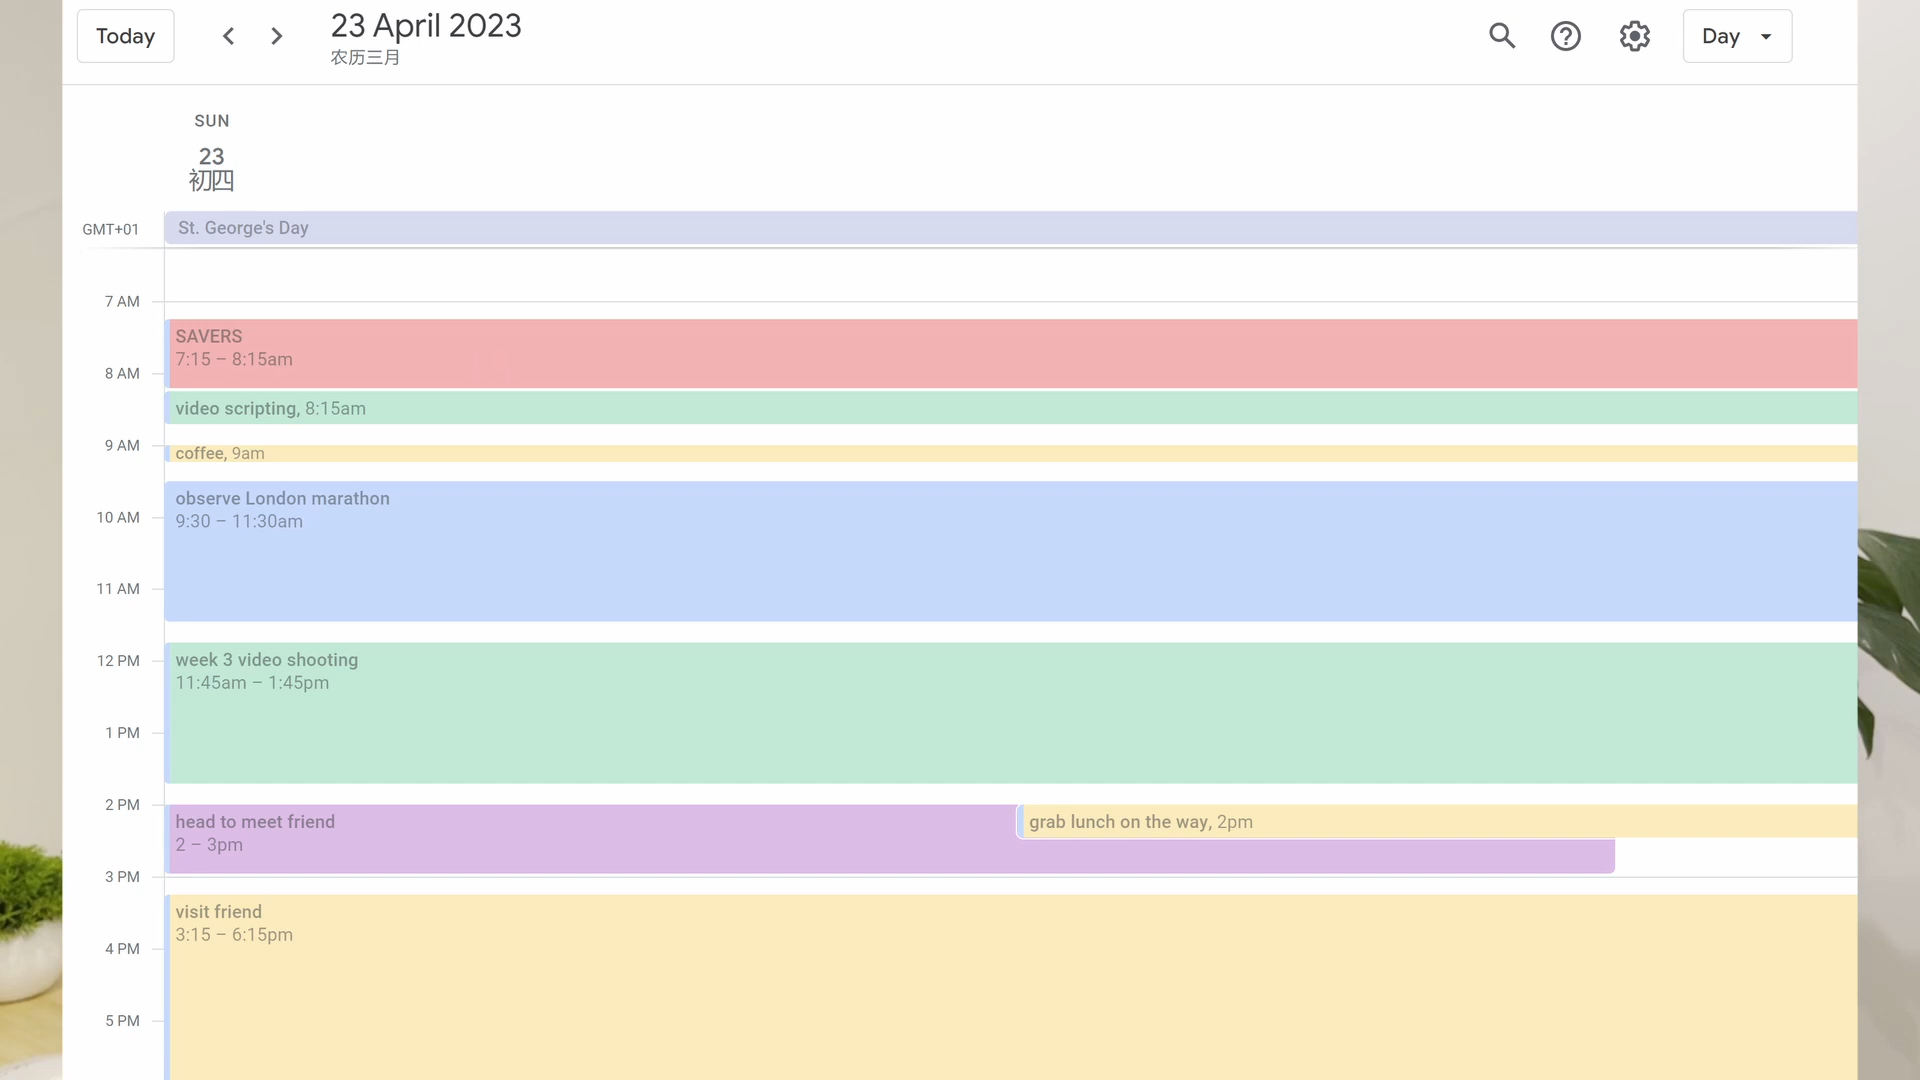 Today
23 April 2023
农历三月
Day
SUN
23
初四
GMT+01
St. George's Day
7 AM
SAVERS
7:15 – 8:15am
8 AM
video scripting, 8:15am
9 AM
coffee, 9am
observe London marathon
9:30 – 11:30am
10 AM
11 AM
week 3 video shooting
11:45am – 1:45pm
12 PM
1 PM
2 PM
head to meet friend
2 – 3pm
grab lunch on the way, 2pm
3 PM
visit friend
3:15 – 6:15pm
4 PM
5 PM